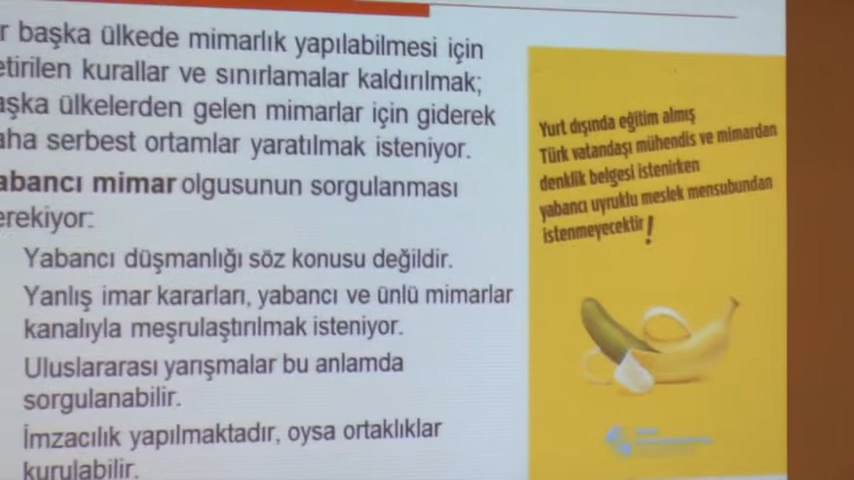 r başka ülkede mimarlık yapılabilmesi için
etirilen kurallar ve sınırlamalar kaldırılmak;
aşka ülkelerden gelen mimarlar için giderek
aha serbest ortamlar yaratılmak isteniyor.
abancı mimar olgusunun sorgulanması
erekiyor:
Yabancı düşmanlığı söz konusu değildir.
Yanlış imar kararları, yabancı ve ünlü mimarlar
kanalıyla meşrulaştırılmak isteniyor.
Uluslararası yarışmalar bu anlamda
sorgulanabilir.
İmzacılık yapılmaktadır, oysa ortaklıklar
kurulabilir.
Yurt dışında eğitim almış
Türk vatandaşı mühendis ve mimardan
denklik belgesi istenirken
yabancı uyruklu meslek mensubundan
istenmeyecektir!